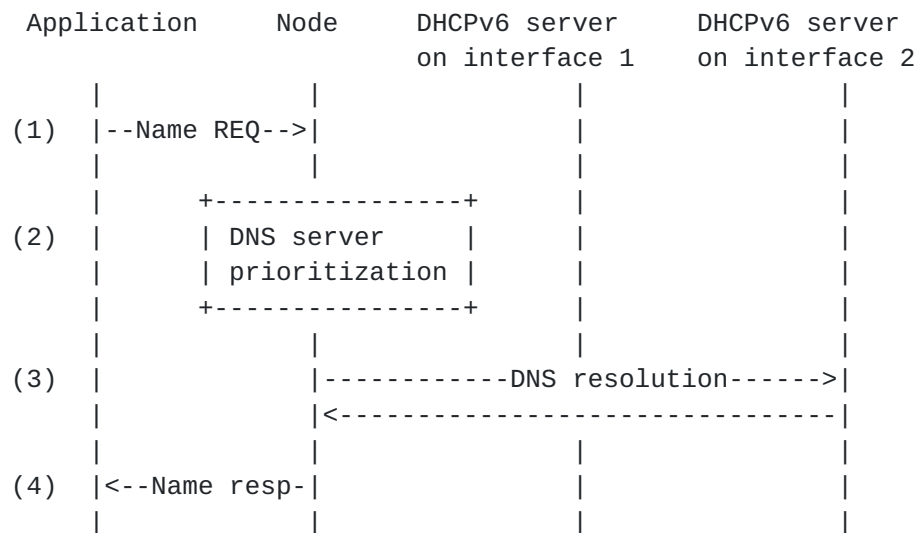 Application     Node     DHCPv6 server    DHCPv6 server
                         on interface 1   on interface 2
     |             |                |                |
(1)  |--Name REQ-->|                |                |
     |             |                |                |
     |      +----------------+      |                |
(2)  |      | DNS server     |      |                |
     |      | prioritization |      |                |
     |      +----------------+      |                |
     |             |                |                |
(3)  |             |------------DNS resolution------>|
     |             |<--------------------------------|
     |             |                |                |
(4)  |<--Name resp-|                |                |
     |             |                |                |